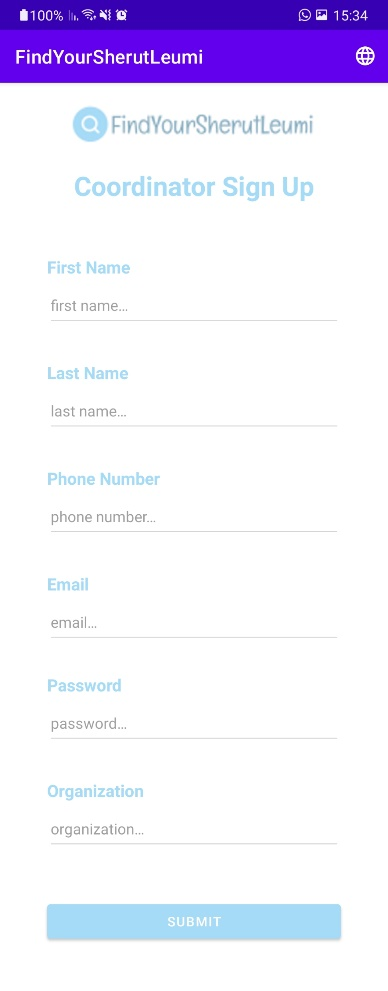 100% 15:34
FindYourSherutLeumi
FindYourSherutLeumi
Coordinator Sign Up
First Name
first name...
Last Name
last name...
Phone Number
phone number...
Email
email...
Password
password...
Organization
organization...
SUBMIT